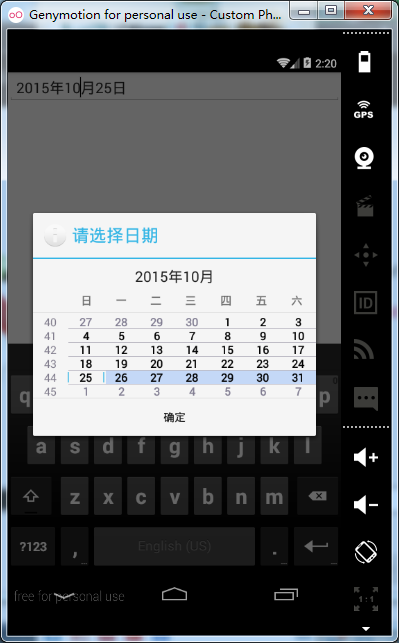 Genymotion for personal use - Custom Ph...
2:20
2015年10月25日
GPS
ID
请选择日期
2015年10月
日 一 二 三 四 五 六
40 27 28 29 30 1 2 3
41 4 5 6 7 8 9 10
42 11 12 13 14 15 16 17
43 18 19 20 21 22 23 24
44 25 26 27 28 29 30 31
45 1 2 3 4 5 6 7
确定
q p
a s d f g h j k l
z x c v b n m
?123 , English (US) .
free for personal use
1:1